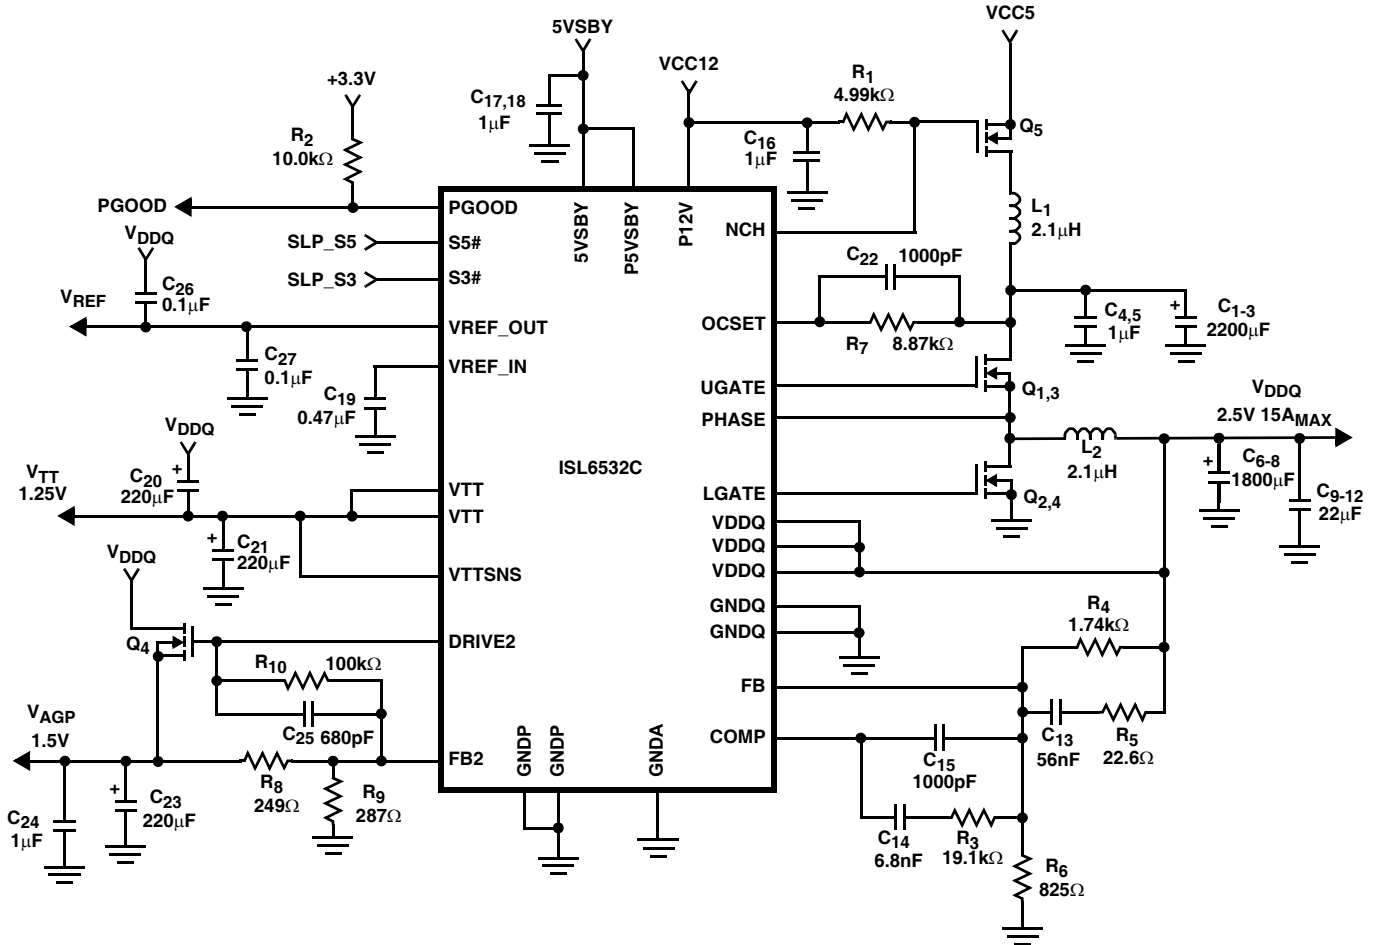 5VSBY
VCC5
VCC12
+3.3V
C17,18
1μF
R1
4.99kΩ
Q5
R2
10.0kΩ
C16
1μF
PGOOD
PGOOD
5VSBY
P5VSBY
P12V
NCH
L1
2.1μH
VDDQ
SLP_S5
S5#
SLP_S3
S3#
C22
1000pF
C26
0.1μF
VREF
VREF_OUT
OCSET
R7
8.87kΩ
C4,5
1μF
C1-3
2200μF
C27
0.1μF
VREF_IN
C19
0.47μF
UGATE
Q1,3
VDDQ
2.5V 15AMAX
PHASE
VDDQ
L2
2.1μH
ISL6532C
C6-8
1800μF
C9-12
22μF
VTT
1.25V
C20
220μF
VTT
VTT
LGATE
Q2,4
C21
220μF
VDDQ
VDDQ
VDDQ
VDDQ
VTTSNS
GNDQ
GNDQ
R4
1.74kΩ
Q4
DRIVE2
R10
100kΩ
C25 680pF
FB
C13
56nF
R5
22.6Ω
VAGP
1.5V
COMP
C15
1000pF
FB2
GNDP
GNDP
GNDA
R8
249Ω
R9
287Ω
C23
220μF
C24
1μF
C14
6.8nF
R3
19.1kΩ
R6
825Ω